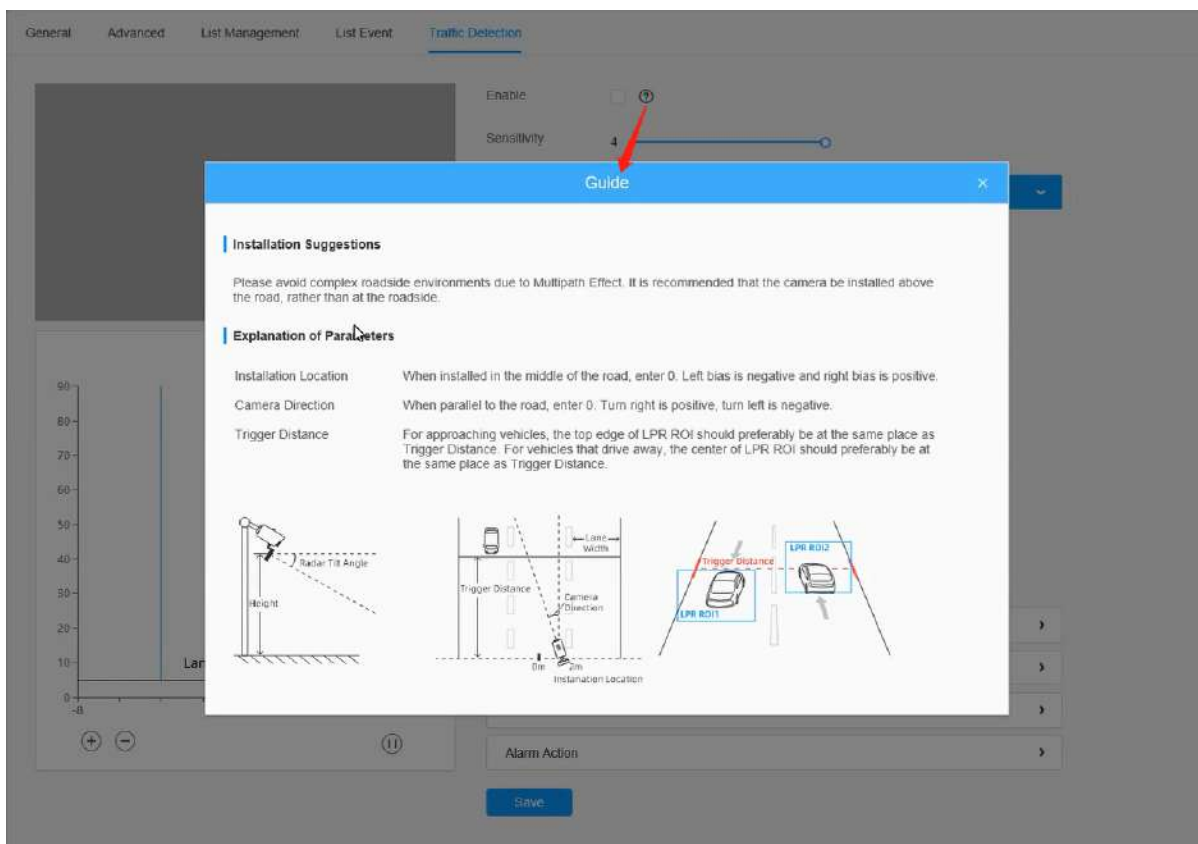 General Advanced List Management List Event Traffic Detection
Enable
Sensitivity 4
Guide
Installation Suggestions
Please avoid complex roadside environments due to Multipath Effect. It is recommended that the camera be installed above
the road, rather than at the roadside.
Explanation of Parameters
Installation Location When installed in the middle of the road, enter 0. Left bias is negative and right bias is positive.
Camera Direction When parallel to the road, enter 0. Turn right is positive, turn left is negative.
Trigger Distance For approaching vehicles, the top edge of LPR ROI should preferably be at the same place as
Trigger Distance. For vehicles that drive away, the center of LPR ROI should preferably be at
the same place as Trigger Distance.
Radar Tilt Angle
Height
Lane
Width
Trigger Distance
Camera
Direction
0m 2m
Instanation Location
Trigger Distance
LPR ROI2
LPR ROI1
90
80
70
60
50
40
30
20
10
0
-8
Lan
Alarm Action
Save